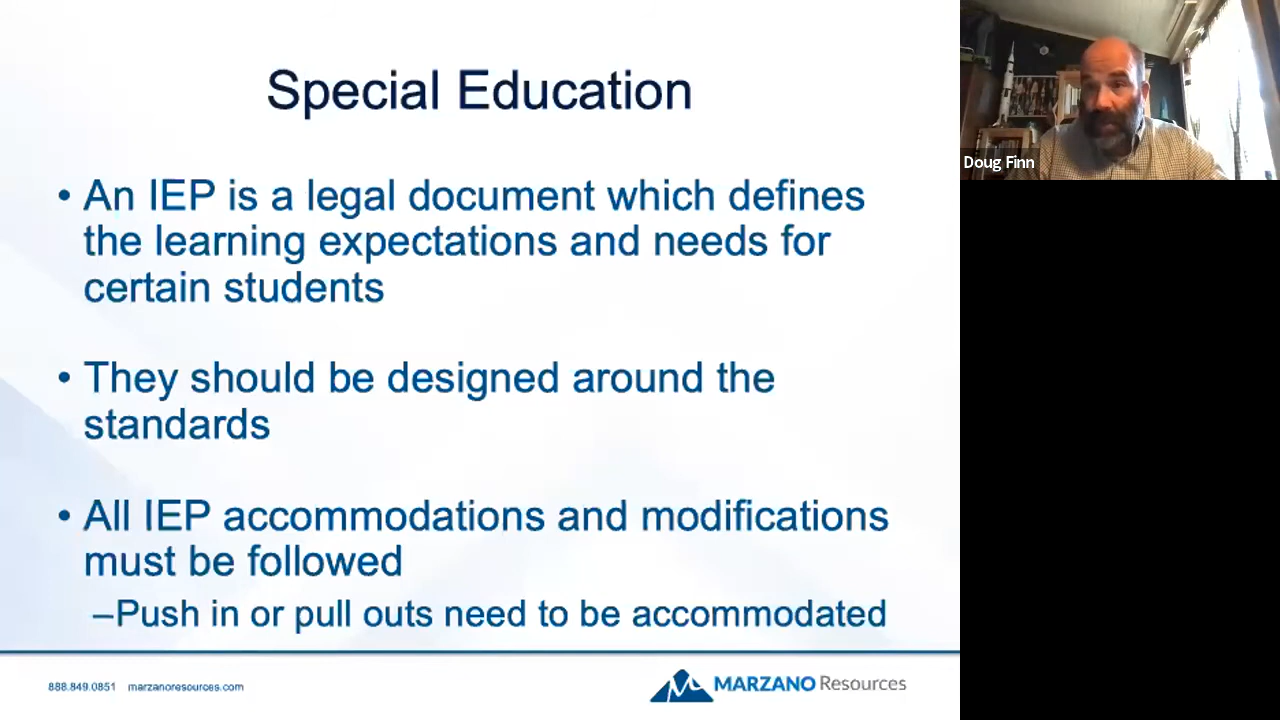 Special Education
• An IEP is a legal document which defines
the learning expectations and needs for
certain students
• They should be designed around the
standards
• All IEP accommodations and modifications
must be followed
–Push in or pull outs need to be accommodated
888.849.0851 marzanoresources.com
MARZANO Resources
Doug Finn